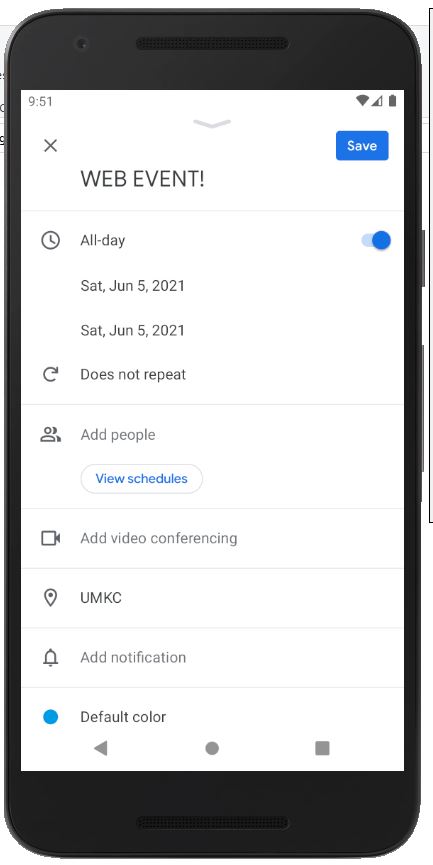 9:51
Save
WEB EVENT!
All-day
Sat, Jun 5, 2021
Sat, Jun 5, 2021
Does not repeat
Add people
View schedules
Add video conferencing
UMKC
Add notification
Default color